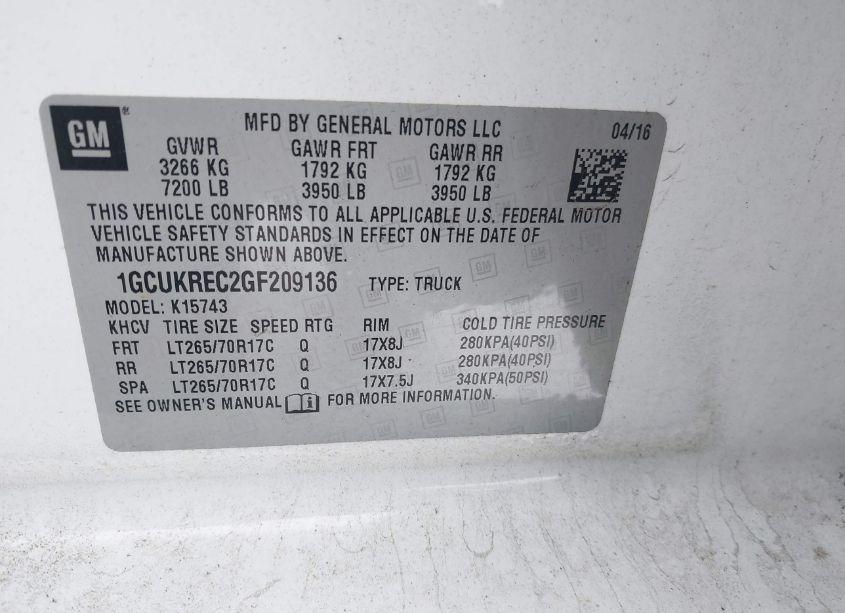 GM®
MFD BY GENERAL MOTORS LLC 04/16
GVWR GAWR FRT GAWR RR
3266 KG 1792 KG 1792 KG
7200 LB 3950 LB 3950 LB
THIS VEHICLE CONFORMS TO ALL APPLICABLE U.S. FEDERAL MOTOR
VEHICLE SAFETY STANDARDS IN EFFECT ON THE DATE OF
MANUFACTURE SHOWN ABOVE.
1GCUKREC2GF209136 TYPE: TRUCK
MODEL: K15743
KHCV TIRE SIZE SPEED RTG RIM COLD TIRE PRESSURE
FRT LT265/70R17C Q 17X8J 280KPA(40PSI)
RR LT265/70R17C Q 17X8J 280KPA(40PSI)
SPA LT265/70R17C Q 17X7.5J 340KPA(50PSI)
SEE OWNER'S MANUAL i FOR MORE INFORMATION.